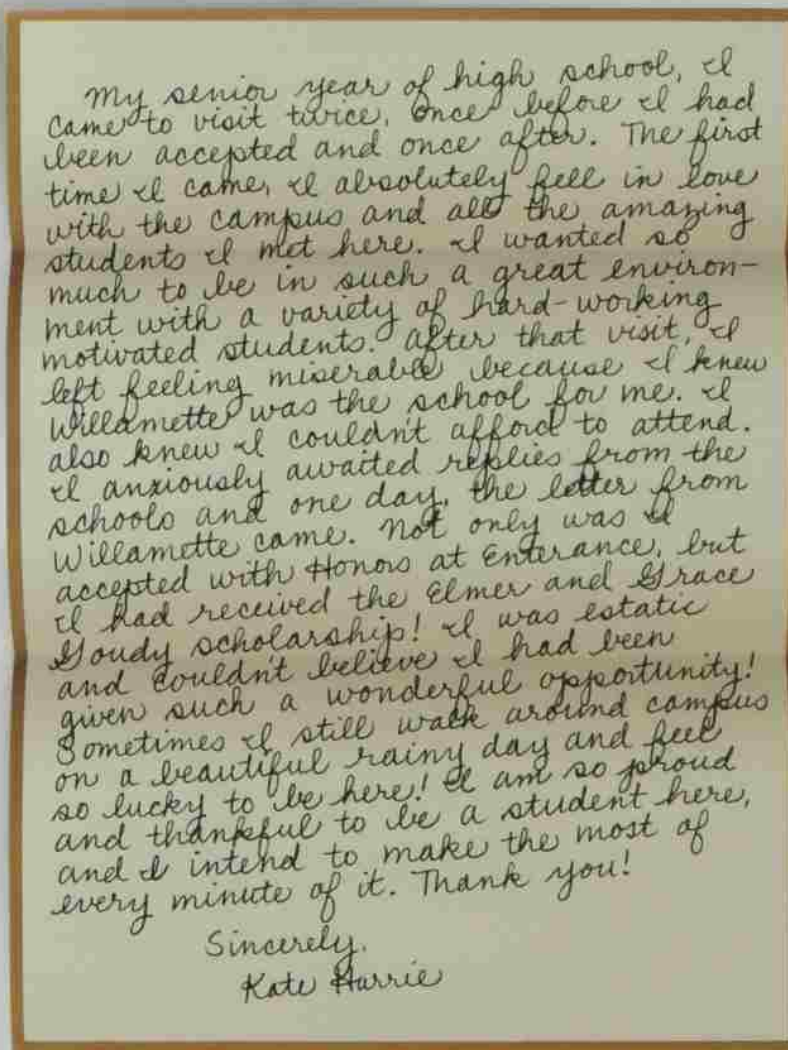 My senior year of high school, I
came to visit twice, once before I had
been accepted and once after. The first
time I came, I absolutely fell in love
with the campus and all the amazing
students I met here. I wanted so
much to be in such a great environ-
ment with a variety of hard-working
motivated students. After that visit, I
left feeling miserable because I knew
Willamette was the school for me. I
also knew I couldn't afford to attend.
I anxiously awaited replies from the
schools and one day, the letter from
Willamette came. Not only was I
accepted with Honors at Enterance, but
I had received the Elmer and Grace
Goudy scholarship! I was estatic
and couldn't believe I had been
given such a wonderful opportunity!
Sometimes I still walk around campus
on a beautiful rainy day and feel
so lucky to be here! I am so proud
and thankful to be a student here,
and I intend to make the most of
every minute of it. Thank you!
Sincerely,
Kate Harrie